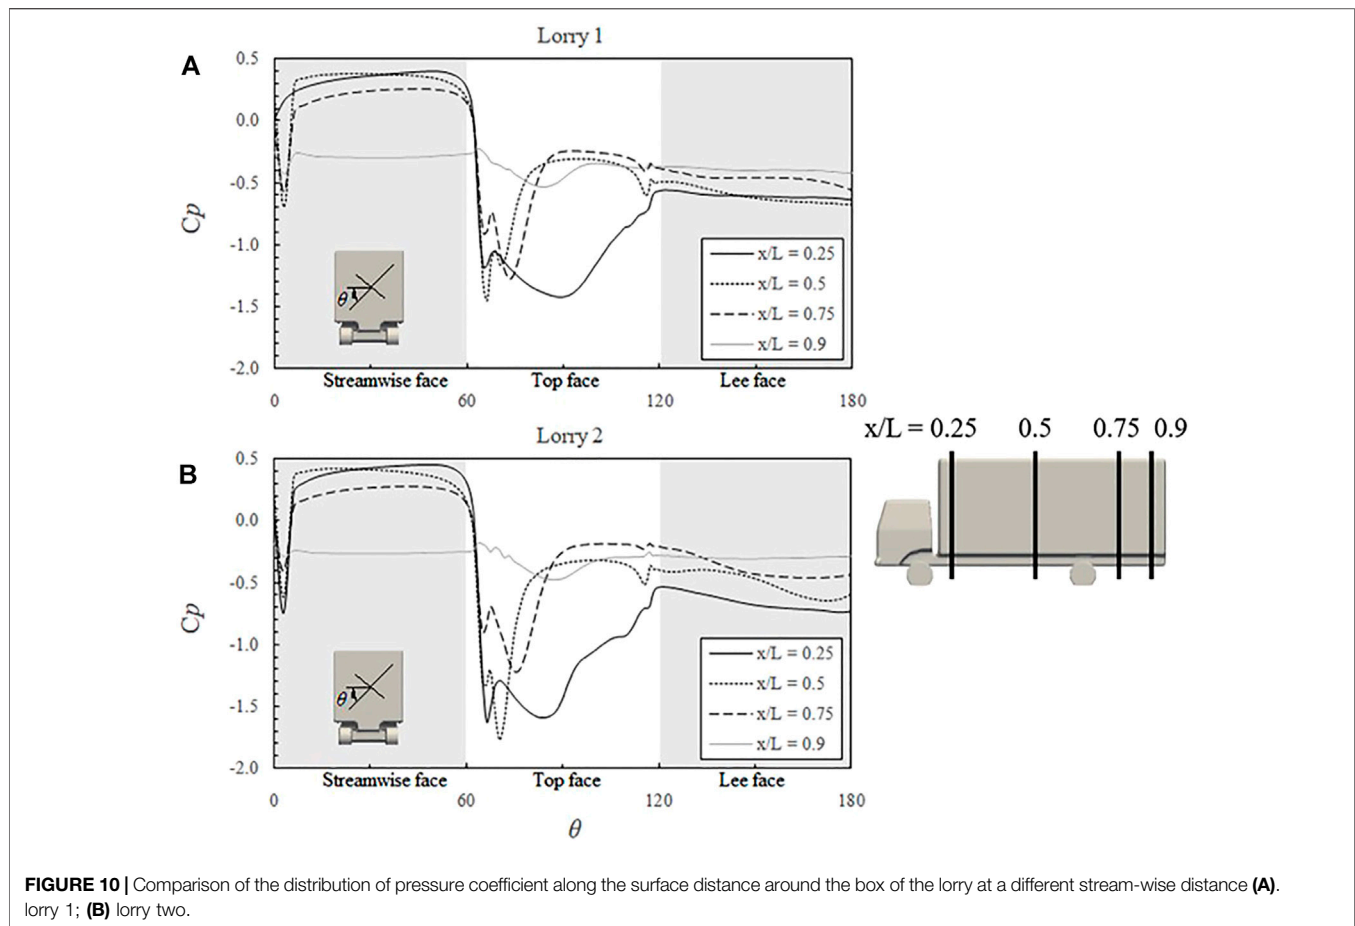 Lorry 1
A
0.5
0.0
-0.5
-1.0
-1.5
-2.0
Cp
θ
x/L = 0.25
x/L = 0.5
x/L = 0.75
x/L = 0.9
Streamwise face Top face Lee face
0 60 120 180
Lorry 2
B
0.5
0.0
-0.5
-1.0
-1.5
-2.0
Cp
θ
x/L = 0.25
x/L = 0.5
x/L = 0.75
x/L = 0.9
Streamwise face Top face Lee face
0 60 120 180
θ
x/L = 0.25 0.5 0.75 0.9
FIGURE 10 | Comparison of the distribution of pressure coefficient along the surface distance around the box of the lorry at a different stream-wise distance (A).
lorry 1; (B) lorry two.